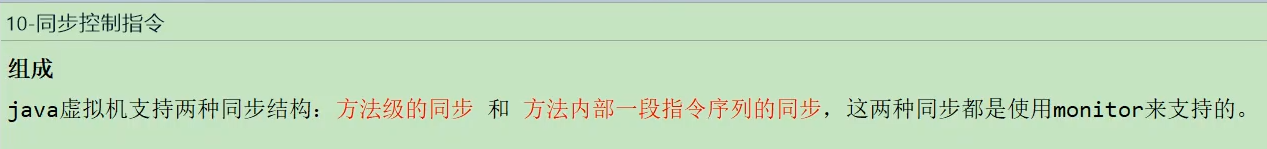 10-同步控制指令
组成
java虚拟机支持两种同步结构：方法级的同步 和 方法内部一段指令序列的同步，这两种同步都是使用monitor来支持的。